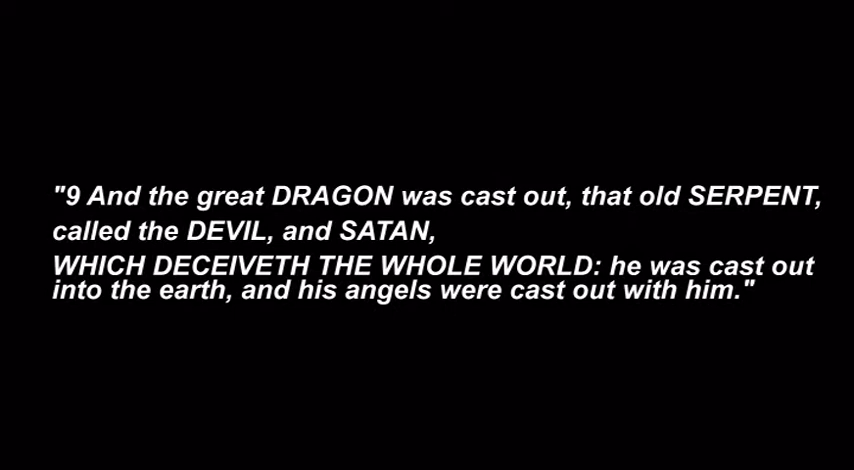 "9 And the great DRAGON was cast out, that old SERPENT,
called the DEVIL, and SATAN,
WHICH DECEIVETH THE WHOLE WORLD: he was cast out
into the earth, and his angels were cast out with him."